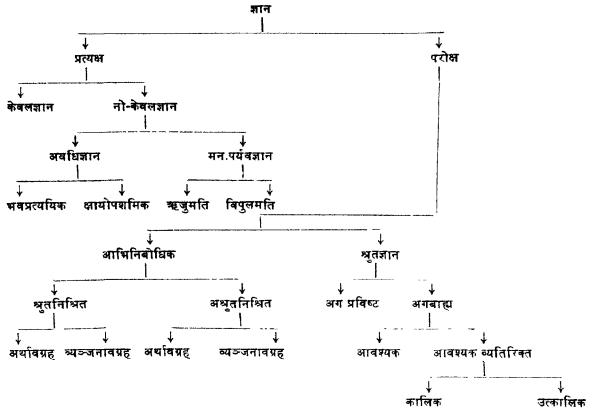 ज्ञान
प्रत्यक्ष परोक्ष
केवलज्ञान नो-केवलज्ञान
अवधिज्ञान मन.पर्यवज्ञान
भवप्रत्ययिक क्षायोपशमिक ऋजुमति विपुलमति
आभिनिबोधिक श्रुतज्ञान
श्रुतनिश्रित अश्रुतनिश्रित अग प्रविष्ट अगबाह्य
अर्थावग्रह व्यञ्जनावग्रह अर्थावग्रह व्यञ्जनावग्रह आवश्यक आवश्यक व्यतिरिक्त
कालिक उत्कालिक